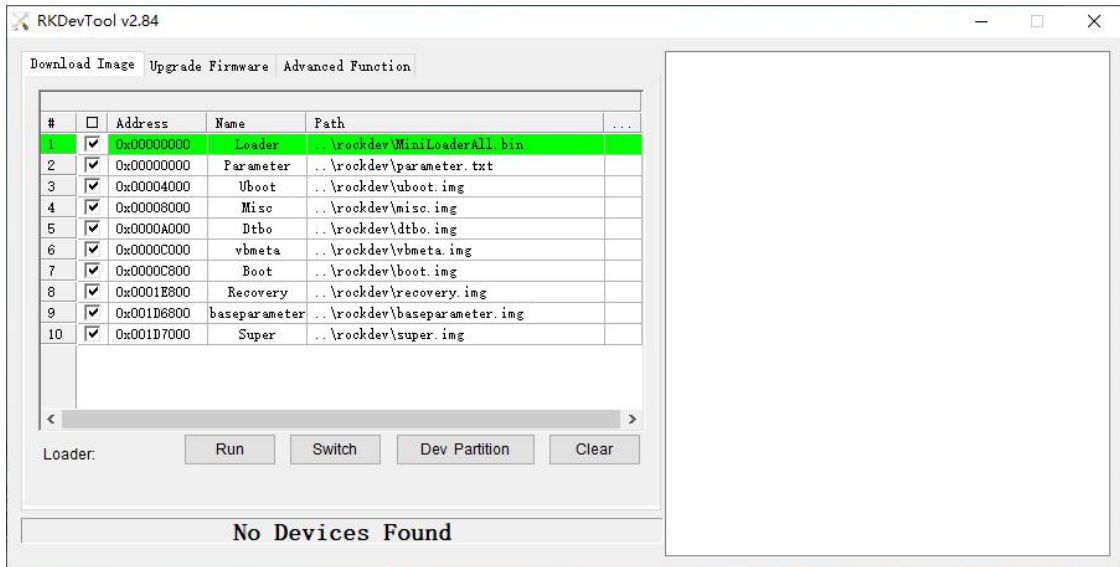 RKDevTool v2.84
Download Image Upgrade Firmware Advanced Function
# Address Name Path ...
1 0x00000000 Loader ..\rockdev\MiniLoaderAll.bin
2 0x00000000 Parameter ..\rockdev\parameter.txt
3 0x00004000 Uboot ..\rockdev\uboot.img
4 0x00008000 Misc ..\rockdev\misc.img
5 0x0000A000 Dtbo ..\rockdev\dtbo.img
6 0x0000C000 vbmeta ..\rockdev\vbmeta.img
7 0x0000C800 Boot ..\rockdev\boot.img
8 0x0001E800 Recovery ..\rockdev\recovery.img
9 0x001D6800 baseparameter ..\rockdev\baseparameter.img
10 0x001D7000 Super ..\rockdev\super.img
Loader: Run Switch Dev Partition Clear
No Devices Found